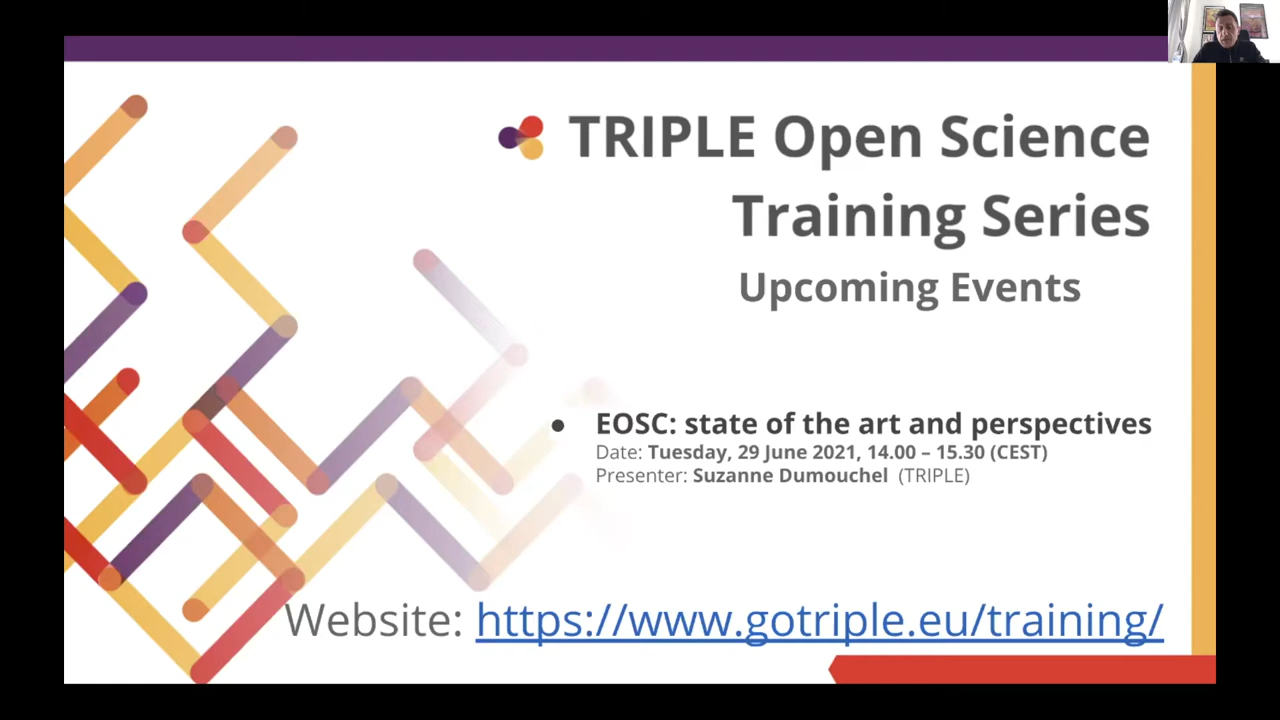 TRIPLE Open Science
Training Series
Upcoming Events
● EOSC: state of the art and perspectives
Date: Tuesday, 29 June 2021, 14.00 – 15.30 (CEST)
Presenter: Suzanne Dumouchel (TRIPLE)
Website: https://www.gotriple.eu/training/